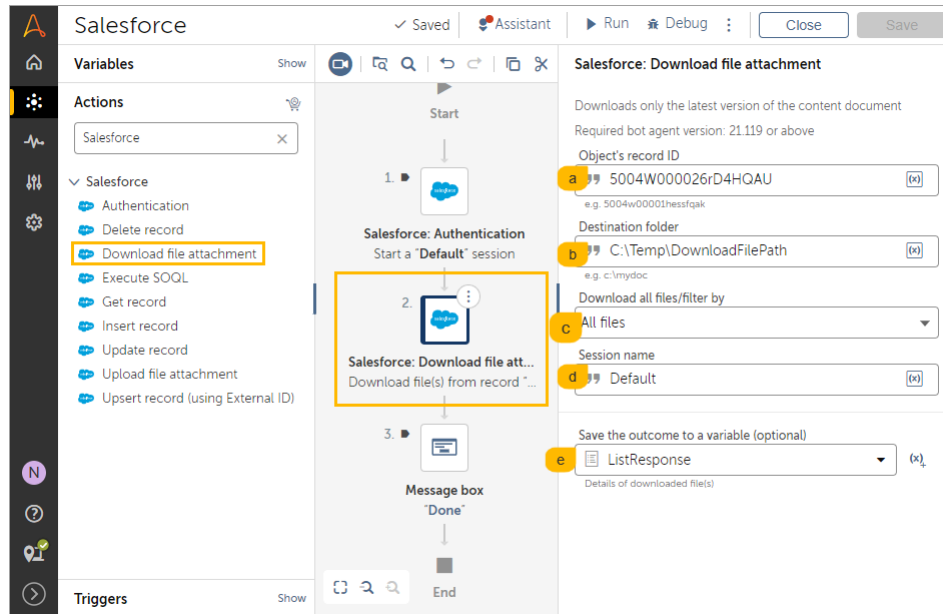 Salesforce
Saved
Assistant
Run
Debug
Close
Save
Variables
Show
Actions
Salesforce
Salesforce
Authentication
Delete record
Download file attachment
Execute SOQL
Get record
Insert record
Update record
Upload file attachment
Upsert record (using External ID)
Triggers
Show
N
Start
1.
Salesforce: Authentication
Start a "Default" session
2.
Salesforce: Download file att...
Download file(s) from record "...
3.
Message box
"Done"
End
Salesforce: Download file attachment
Downloads only the latest version of the content document
Required bot agent version: 21.119 or above
Object's record ID
a
5004W000026rD4HQAU
(x)
e.g. 5004w00001hessfqak
Destination folder
b
C:\Temp\DownloadFilePath
(x)
e.g. c:\mydoc
Download all files/filter by
c
All files
Session name
d
Default
(x)
Save the outcome to a variable (optional)
e
ListResponse
(x)+
Details of downloaded file(s)